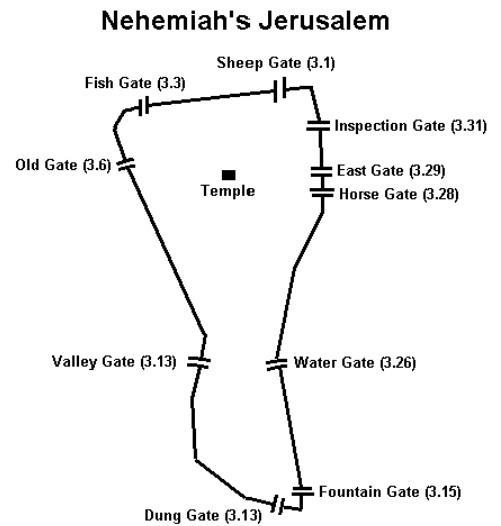 Nehemiah's Jerusalem
Sheep Gate (3.1)
Fish Gate (3.3)
Inspection Gate (3.31)
Old Gate (3.6)
East Gate (3.29)
Temple
Horse Gate (3.28)
Valley Gate (3.13)
Water Gate (3.26)
Fountain Gate (3.15)
Dung Gate (3.13)